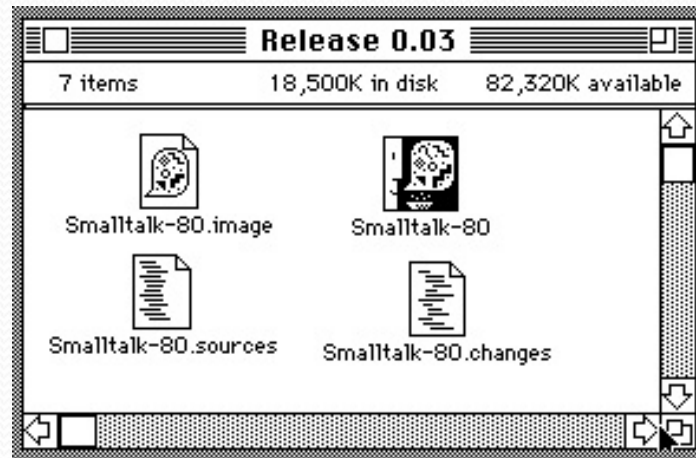 Release 0.03
7 items 18,500K in disk 82,320K available
Smalltalk-80.image Smalltalk-80
Smalltalk-80.sources Smalltalk-80.changes